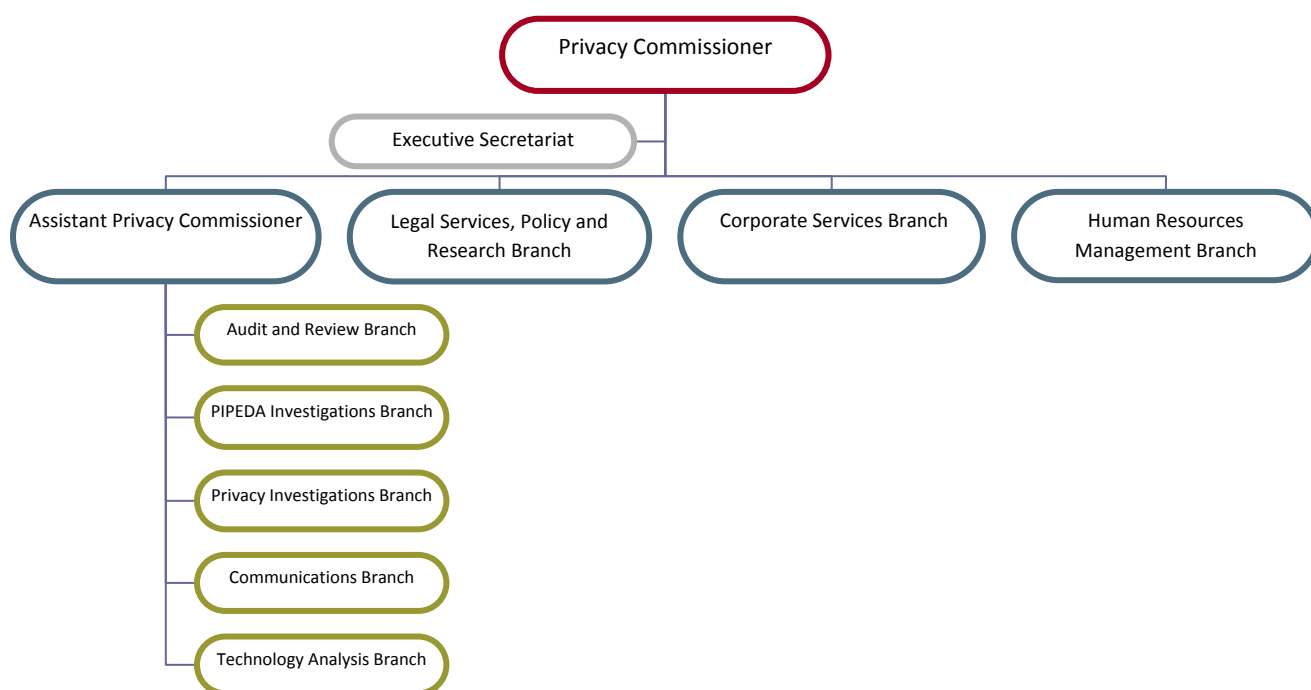 Privacy Commissioner
Executive Secretariat
Assistant Privacy Commissioner
Legal Services, Policy and
Research Branch
Corporate Services Branch
Human Resources
Management Branch
Audit and Review Branch
PIPEDA Investigations Branch
Privacy Investigations Branch
Communications Branch
Technology Analysis Branch